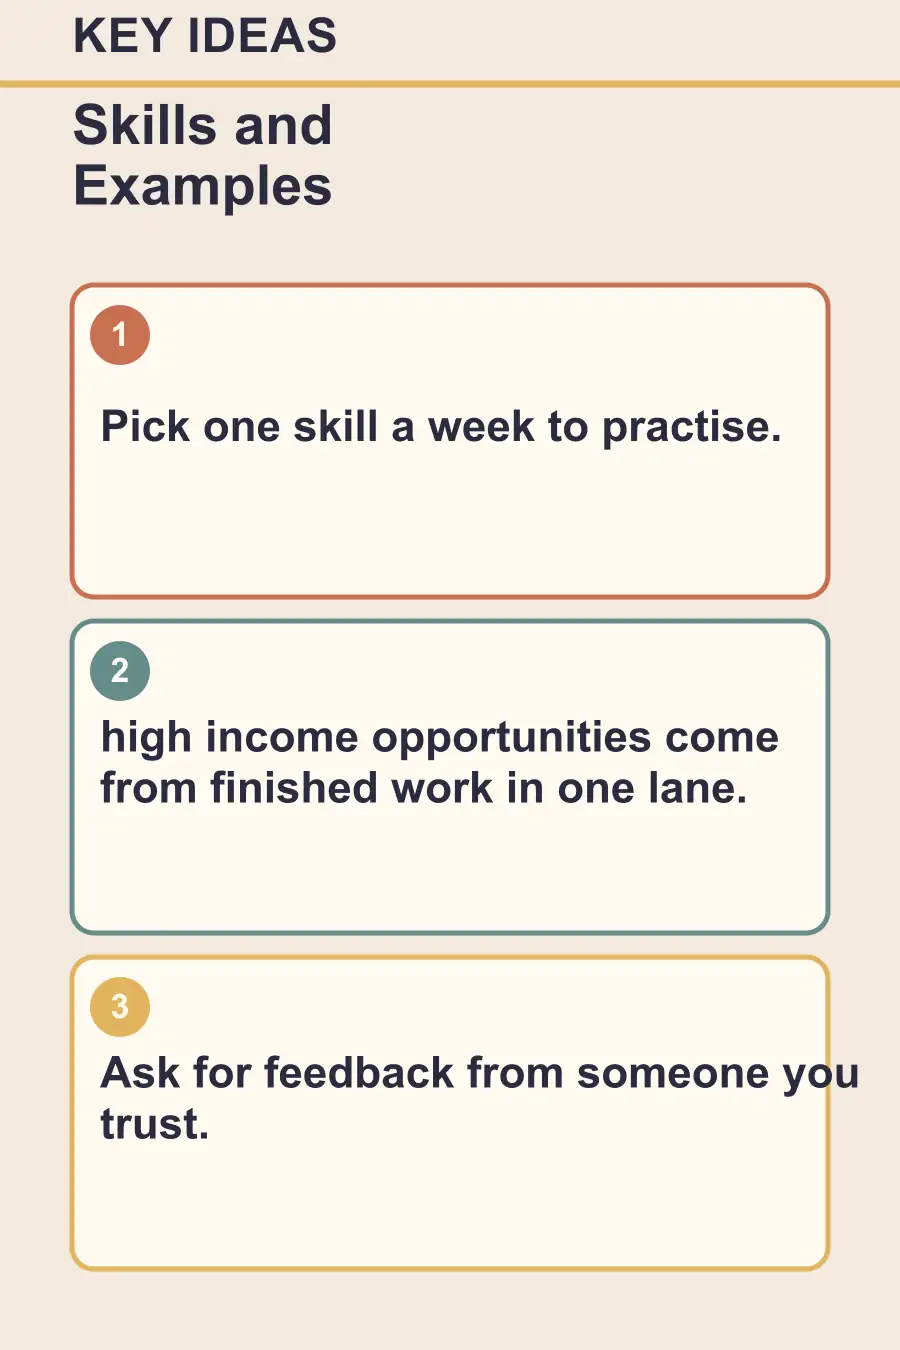 KEY IDEAS
Skills and
Examples
1
Pick one skill a week to practise.
2
high income opportunities come
from finished work in one lane.
3
Ask for feedback from someone you
trust.